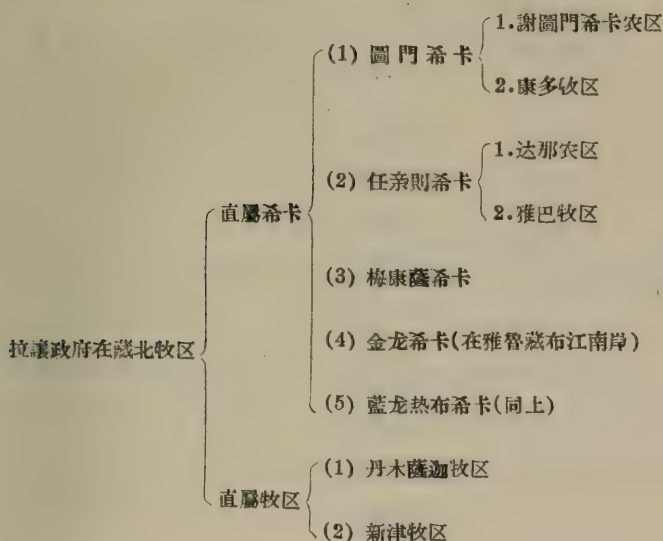 拉讓政府在藏北牧区
直屬希卡
(1) 圖門希卡
1.謝圖門希卡农区
2.康多牧区
(2) 任亲則希卡
1.达那农区
2.雅巴牧区
(3) 梅康薩希卡
(4) 金龙希卡(在雅魯藏布江南岸)
(5) 藍龙热布希卡(同上)
直屬牧区
(1) 丹木薩迦牧区
(2) 新津牧区